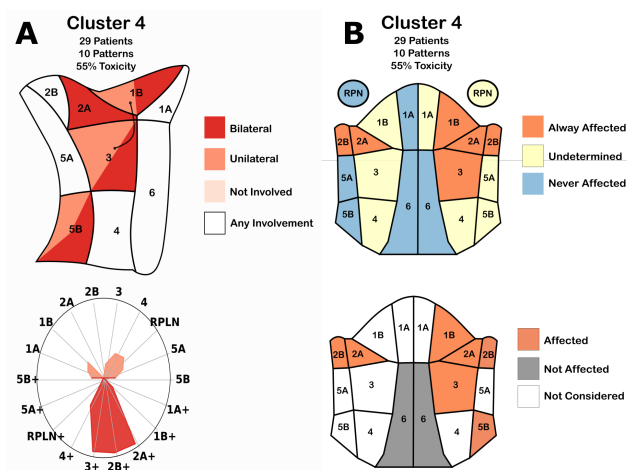 A
Cluster 4
29 Patients
10 Patterns
55% Toxicity
2B
2A
1B
1A
5A
3
6
5B
4
Bilateral
Unilateral
Not Involved
Any Involvement
2B
3
2A
4
1B
RPLN
1A
5A
5B+
5B
5A+
1A+
RPLN+
1B+
4+
2A+
3+
2B+
B
Cluster 4
29 Patients
10 Patterns
55% Toxicity
RPN
RPN
1B
1A
1A
1B
2B
2A
2A
2B
5A
3
3
5A
5B
4
6
6
4
5B
Alway Affected
Undetermined
Never Affected
1B
1A
1A
1B
2B
2A
2A
2B
5A
3
3
5A
5B
4
6
6
4
5B
Affected
Not Affected
Not Considered